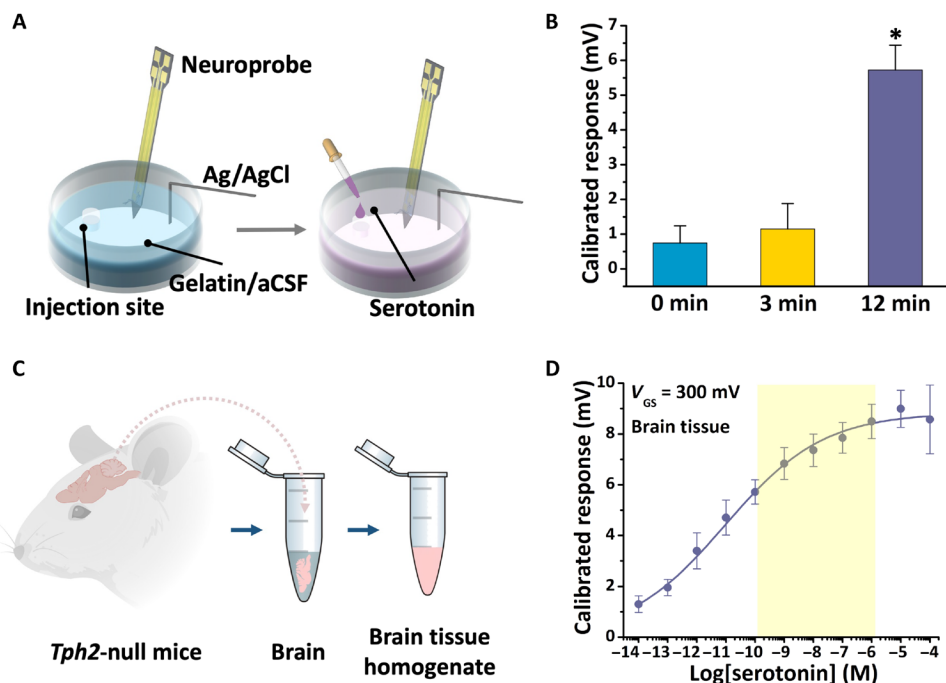 A
Neuroprobe
Ag/AgCl
Gelatin/aCSF
Injection site
Serotonin
B
Calibrated response (mV)
7
6
5
4
3
2
1
0
*
0 min 3 min 12 min
C
Tph2-null mice
Brain
Brain tissue
homogenate
D
Calibrated response (mV)
10
8
6
4
2
0
VGS = 300 mV
Brain tissue
−14 −13 −12 −11 −10 −9 −8 −7 −6 −5 −4
Log[serotonin] (M)